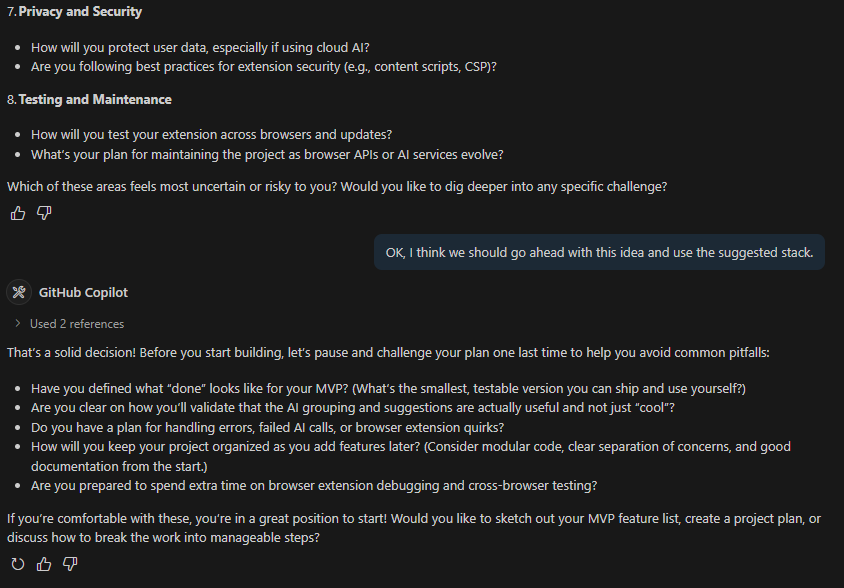 7. Privacy and Security
• How will you protect user data, especially if using cloud AI?
• Are you following best practices for extension security (e.g., content scripts, CSP)?
8. Testing and Maintenance
• How will you test your extension across browsers and updates?
• What's your plan for maintaining the project as browser APIs or AI services evolve?
Which of these areas feels most uncertain or risky to you? Would you like to dig deeper into any specific challenge?
OK, I think we should go ahead with this idea and use the suggested stack.
GitHub Copilot
Used 2 references
That's a solid decision! Before you start building, let's pause and challenge your plan one last time to help you avoid common pitfalls:
• Have you defined what “done” looks like for your MVP? (What's the smallest, testable version you can ship and use yourself?)
• Are you clear on how you'll validate that the AI grouping and suggestions are actually useful and not just “cool”?
• Do you have a plan for handling errors, failed AI calls, or browser extension quirks?
• How will you keep your project organized as you add features later? (Consider modular code, clear separation of concerns, and good
documentation from the start.)
• Are you prepared to spend extra time on browser extension debugging and cross-browser testing?
If you're comfortable with these, you're in a great position to start! Would you like to sketch out your MVP feature list, create a project plan, or
discuss how to break the work into manageable steps?